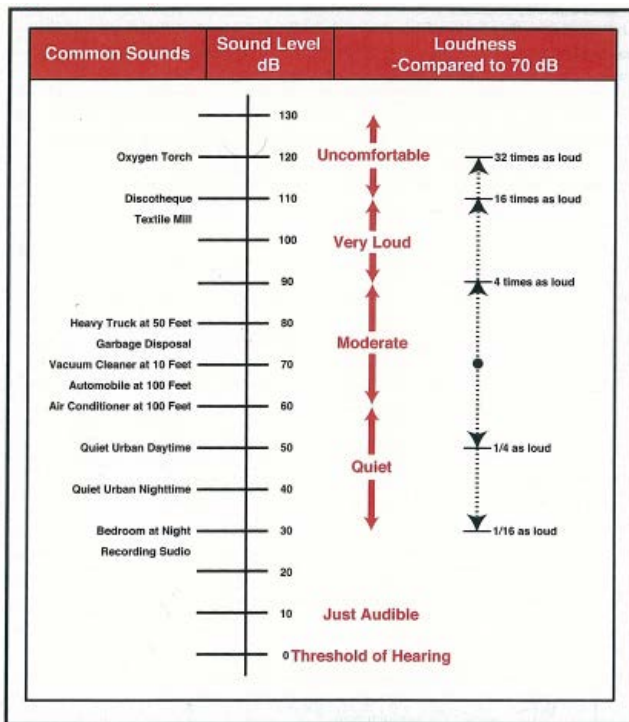 Common Sounds
Sound Level
dB
Loudness
-Compared to 70 dB
130
Oxygen Torch
120
Uncomfortable
32 times as loud
Discotheque
110
16 times as loud
Textile Mill
100
Very Loud
90
4 times as loud
Heavy Truck at 50 Feet
80
Garbage Disposal
Moderate
Vacuum Cleaner at 10 Feet
70
Automobile at 100 Feet
Air Conditioner at 100 Feet
60
Quiet Urban Daytime
50
1/4 as loud
Quiet
Quiet Urban Nighttime
40
Bedroom at Night
30
1/16 as loud
Recording Sudio
20
10
Just Audible
0
Threshold of Hearing